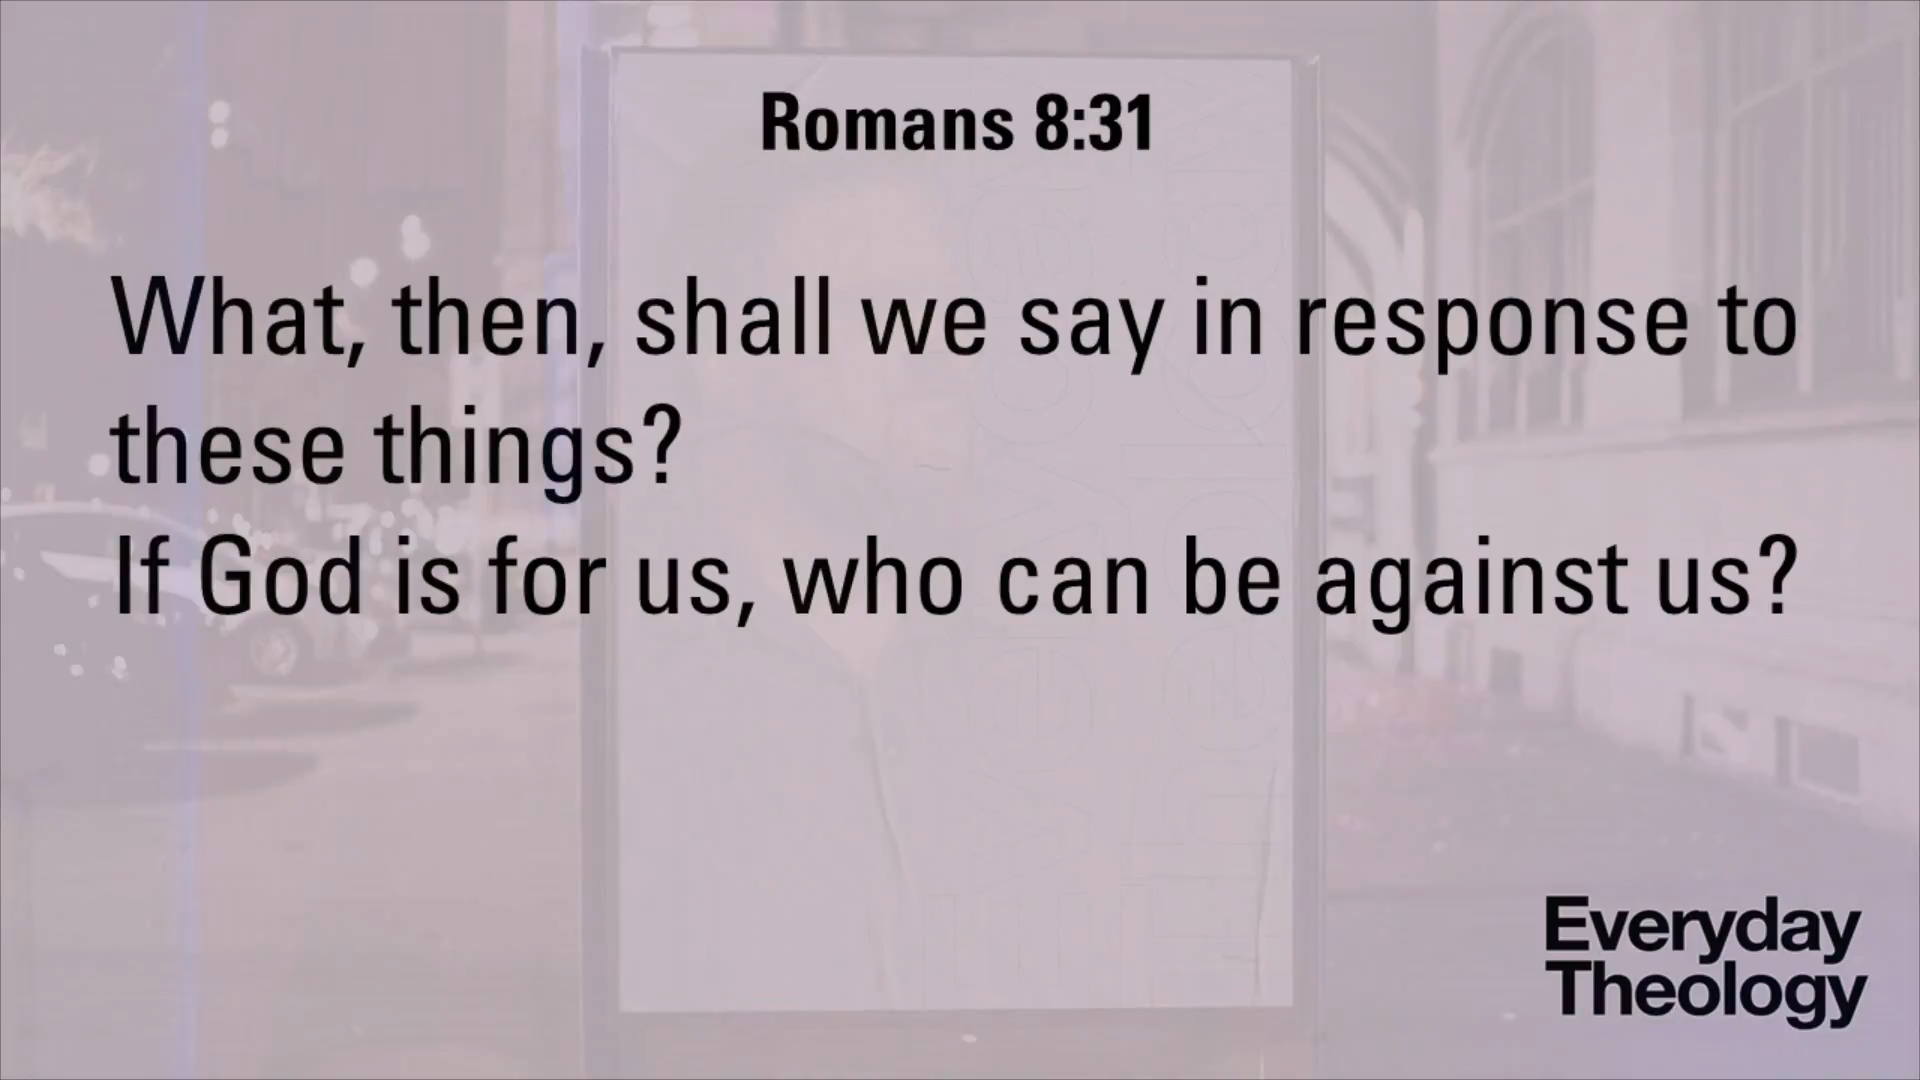 Romans 8:31
What, then, shall we say in response to
these things?
If God is for us, who can be against us?
Everyday
Theology